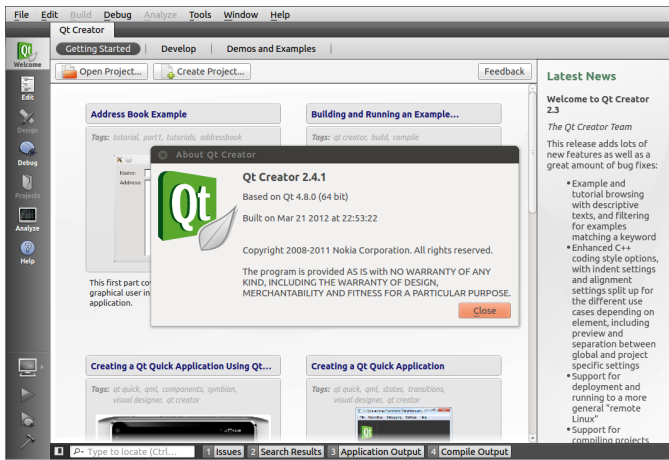 File Edit Build Debug Analyze Tools Window Help
Qt Creator
Getting Started Develop Demos and Examples
Welcome
Edit
Design
Debug
Projects
Analyze
Help
Open Project...
Create Project...
Feedback
Address Book Example
Tags: tutorial, part1, tutorials, addressbook
Name:
Address:
This first part co
graphical user in
application.
Building and Running an Example...
Tags: qt creator, build, compile
About Qt Creator
Qt
Qt Creator 2.4.1
Based on Qt 4.8.0 (64 bit)
Built on Mar 21 2012 at 22:53:22
Copyright 2008-2011 Nokia Corporation. All rights reserved.
The program is provided AS IS with NO WARRANTY OF ANY
KIND, INCLUDING THE WARRANTY OF DESIGN,
MERCHANTABILITY AND FITNESS FOR A PARTICULAR PURPOSE.
Close
Creating a Qt Quick Application Using Qt...
Tags: qt quick, qml, components, symbian,
visual designer, qt creator
Creating a Qt Quick Application
Tags: qt quick, qml, states, transitions,
visual designer, qt creator
Latest News
Welcome to Qt Creator
2.3
The Qt Creator Team
This release adds lots of
new features as well as a
great amount of bug fixes:
• Example and
tutorial browsing
with descriptive
texts, and filtering
for examples
matching a keyword
• Enhanced C++
coding style options,
with indent settings
and alignment
settings split up for
the different use
cases depending on
element, including
preview and
separation between
global and project
specific settings
• Support for
deployment and
running to a more
general "remote
Linux"
• Support for
compiling projects
Type to locate (Ctrl...
1 Issues 2 Search Results 3 Application Output 4 Compile Output